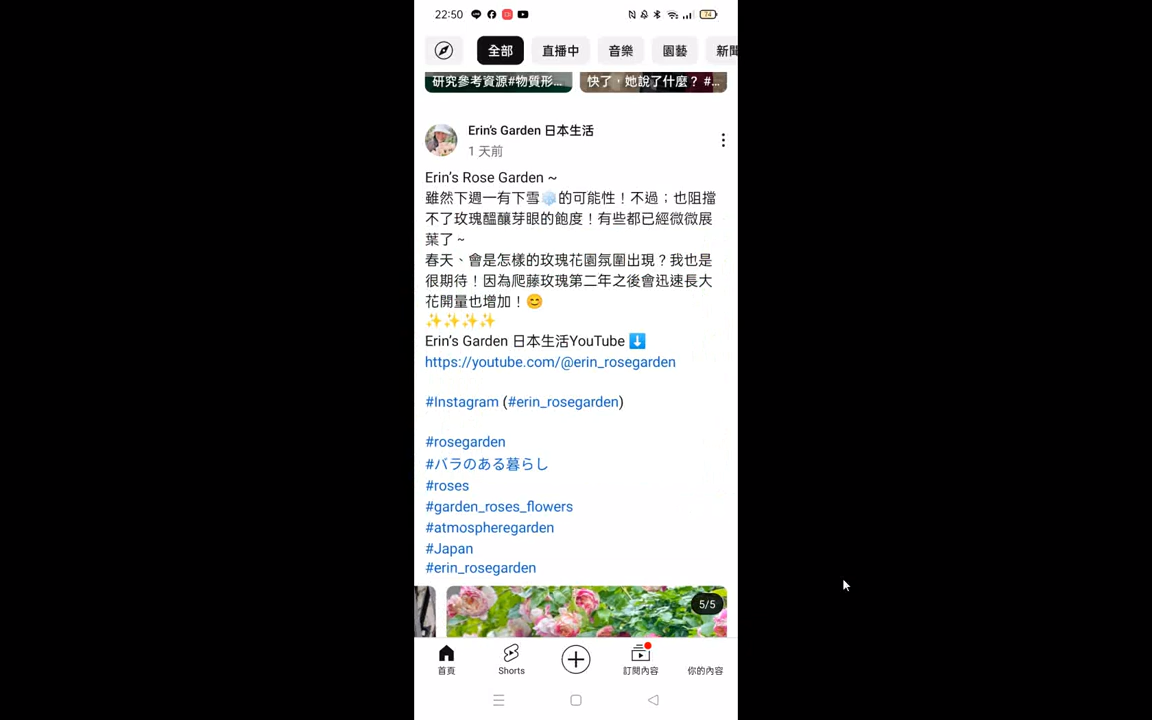 22:50
74
全部 直播中 音樂 園藝 新聞
研究參考資源#物質形... 快了，她說了什麼？ #...
Erin's Garden 日本生活
1 天前
Erin's Rose Garden ~
雖然下週一有下雪❄️的可能性！不過；也阻擋
不了玫瑰醞釀芽眼的飽度！有些都已經微微展
葉了 ~
春天、會是怎樣的玫瑰花園氛圍出現？我也是
很期待！因為爬藤玫瑰第二年之後會迅速長大
花開量也增加！😊
✨✨✨✨
Erin's Garden 日本生活YouTube ⬇️
https://youtube.com/@erin_rosegarden
#Instagram (#erin_rosegarden)
#rosegarden
#バラのある暮らし
#roses
#garden_roses_flowers
#atmospheregarden
#Japan
#erin_rosegarden
5/5
首頁 Shorts 訂閱內容 你的內容